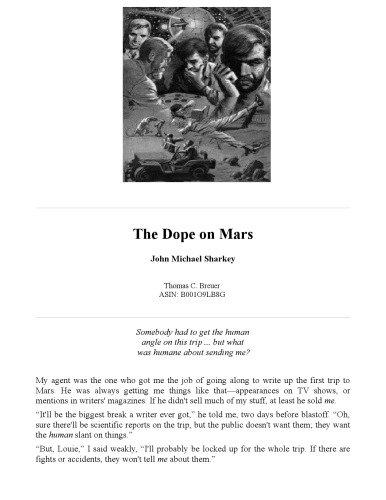 The Dope on Mars
John Michael Sharkey
Thomas C. Breuer
ASIN: B001O9LB8G
Somebody had to get the human
angle on this trip ... but what
was humane about sending me?
My agent was the one who got me the job of going along to write up the first trip to
Mars. He was always getting me things like that—appearances on TV shows, or
mentions in writers' magazines. If he didn't sell much of my stuff, at least he sold me.
“It'll be the biggest break a writer ever got,” he told me, two days before blastoff. “Oh,
sure there'll be scientific reports on the trip, but the public doesn't want them; they want
the human slant on things.”
“But, Louie,” I said weakly, “I'll probably be locked up for the whole trip. If there are
fights or accidents, they won't tell me about them.”